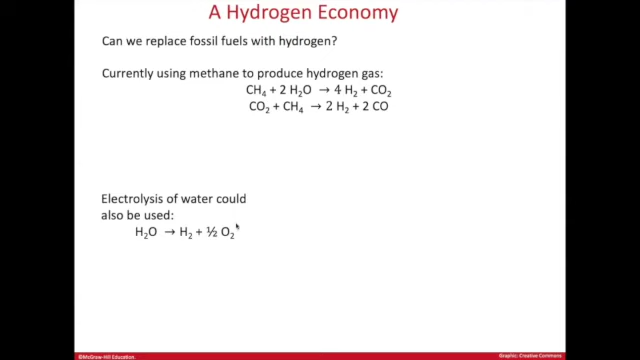 A Hydrogen Economy
Can we replace fossil fuels with hydrogen?
Currently using methane to produce hydrogen gas:
CH₄ + 2 H₂O → 4 H₂ + CO₂
CO₂ + CH₄ → 2 H₂ + 2 CO
Electrolysis of water could
also be used:
H₂O → H₂ + ½ O₂
©McGraw-Hill Education.
Graphic: Creative Commons